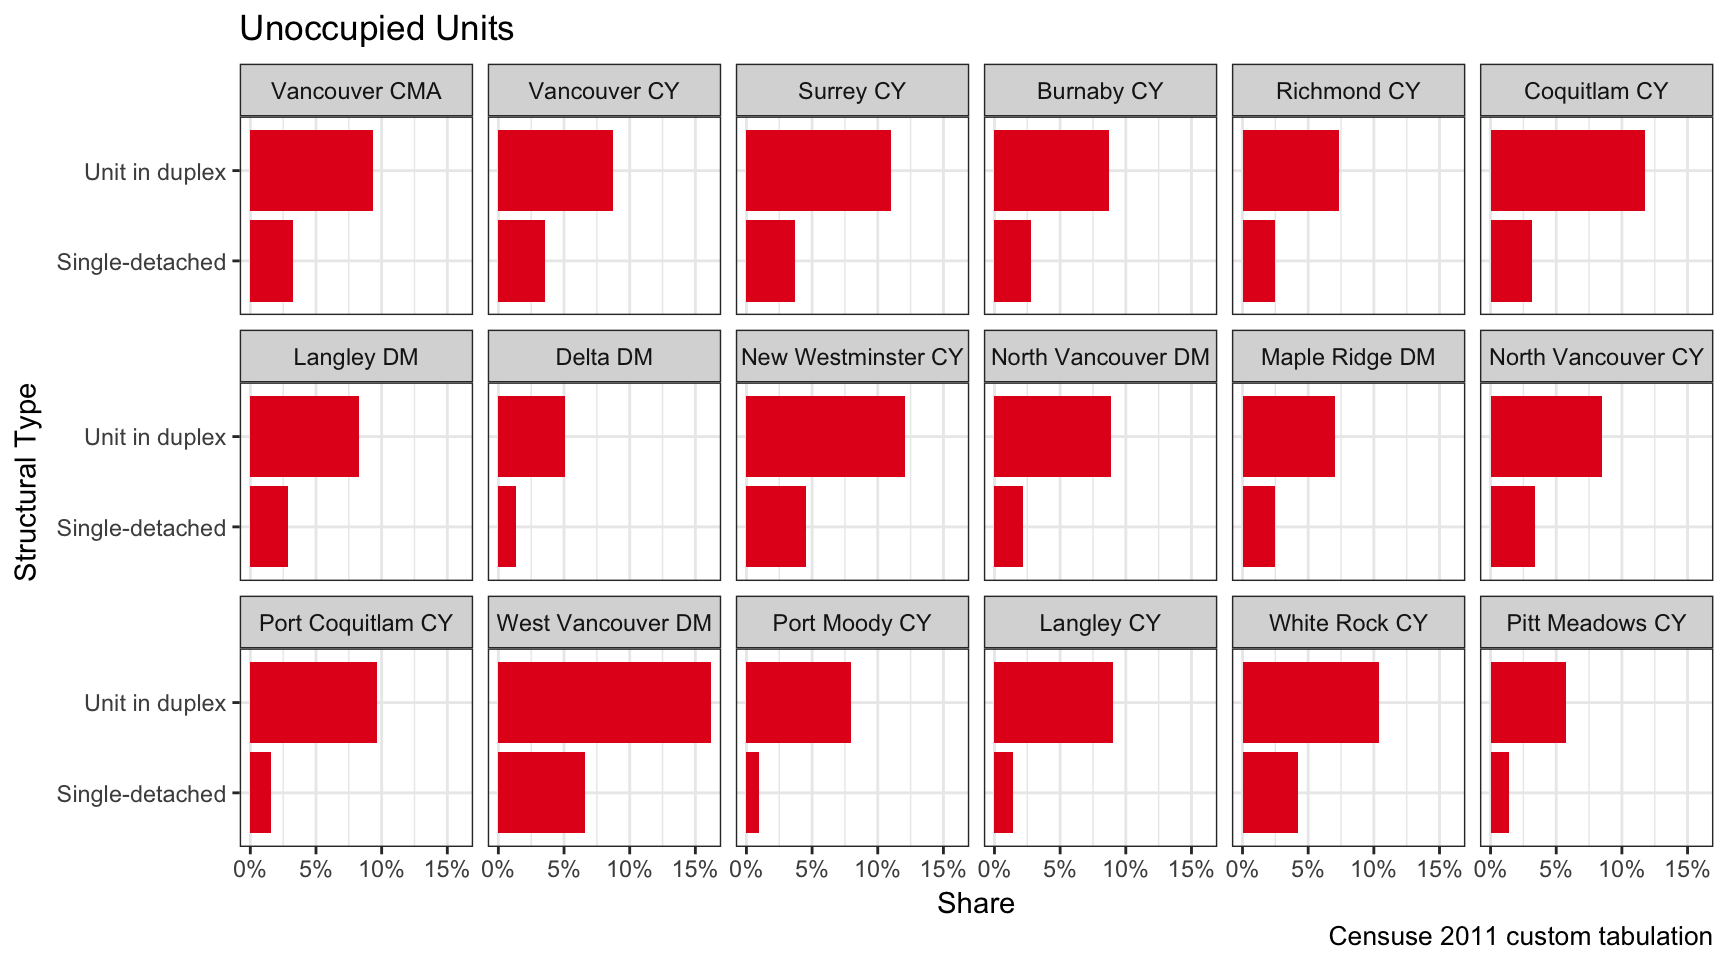 Unoccupied Units
Vancouver CMA
Vancouver CY
Surrey CY
Burnaby CY
Richmond CY
Coquitlam CY
Unit in duplex
Single-detached
Langley DM
Delta DM
New Westminster CY
North Vancouver DM
Maple Ridge DM
North Vancouver CY
Unit in duplex
Single-detached
Structural Type
Port Coquitlam CY
West Vancouver DM
Port Moody CY
Langley CY
White Rock CY
Pitt Meadows CY
Unit in duplex
Single-detached
0% 5% 10% 15% 0% 5% 10% 15% 0% 5% 10% 15% 0% 5% 10% 15% 0% 5% 10% 15% 0% 5% 10% 15%
Share
Censuse 2011 custom tabulation